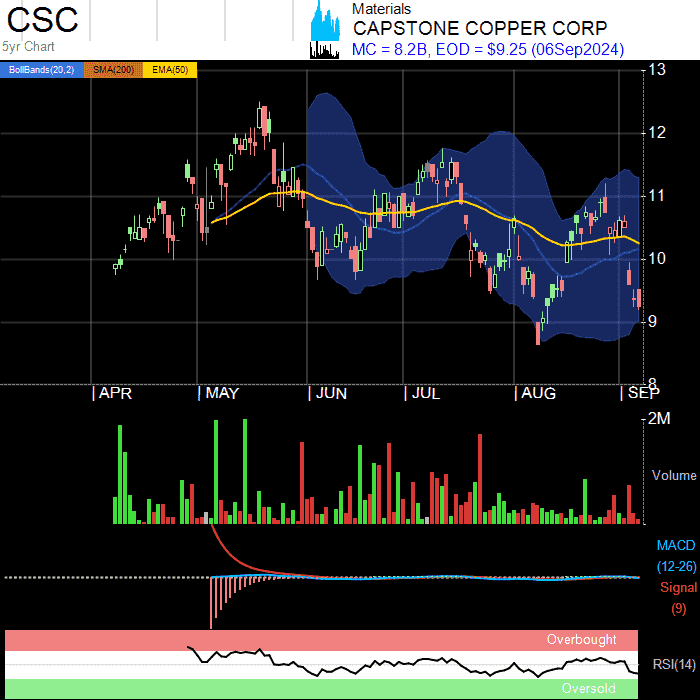 CSC
5yr Chart
Materials
CAPSTONE COPPER CORP
MC = 8.2B, EOD = $9.25 (06Sep2024)
BollBands(20,2) SMA(200) EMA(50)
13
12
11
10
9
8
APR MAY JUN JUL AUG SEP
2M
Volume
MACD
(12-26)
Signal
(9)
Overbought
RSI(14)
Oversold